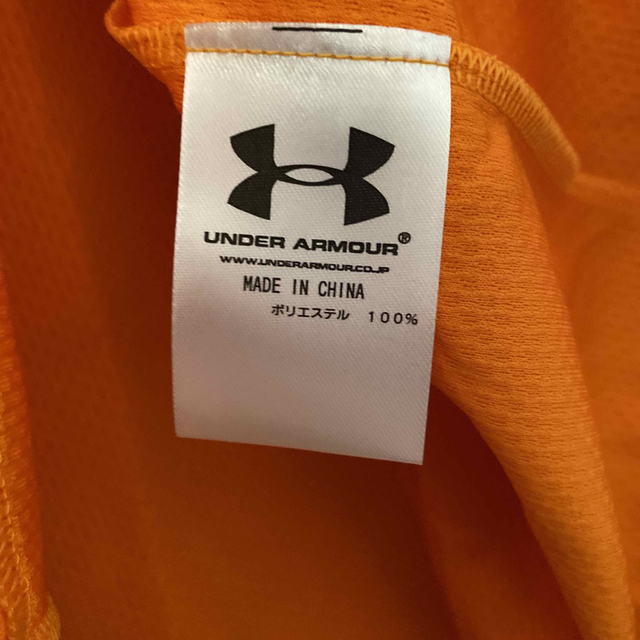 UNDER ARMOUR®
WWW.UNDERARMOUR.CO.JP
MADE IN CHINA
ポリエステル 100%